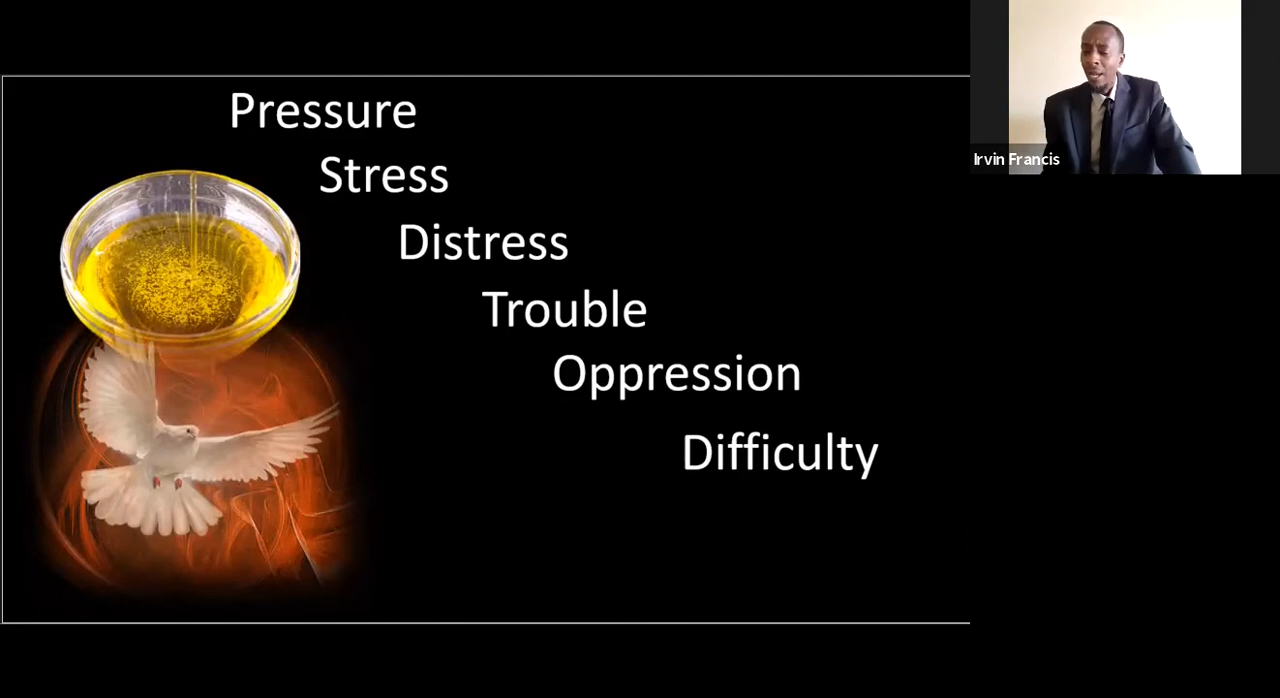 Pressure
Stress
Distress
Trouble
Oppression
Difficulty
Irvin Francis